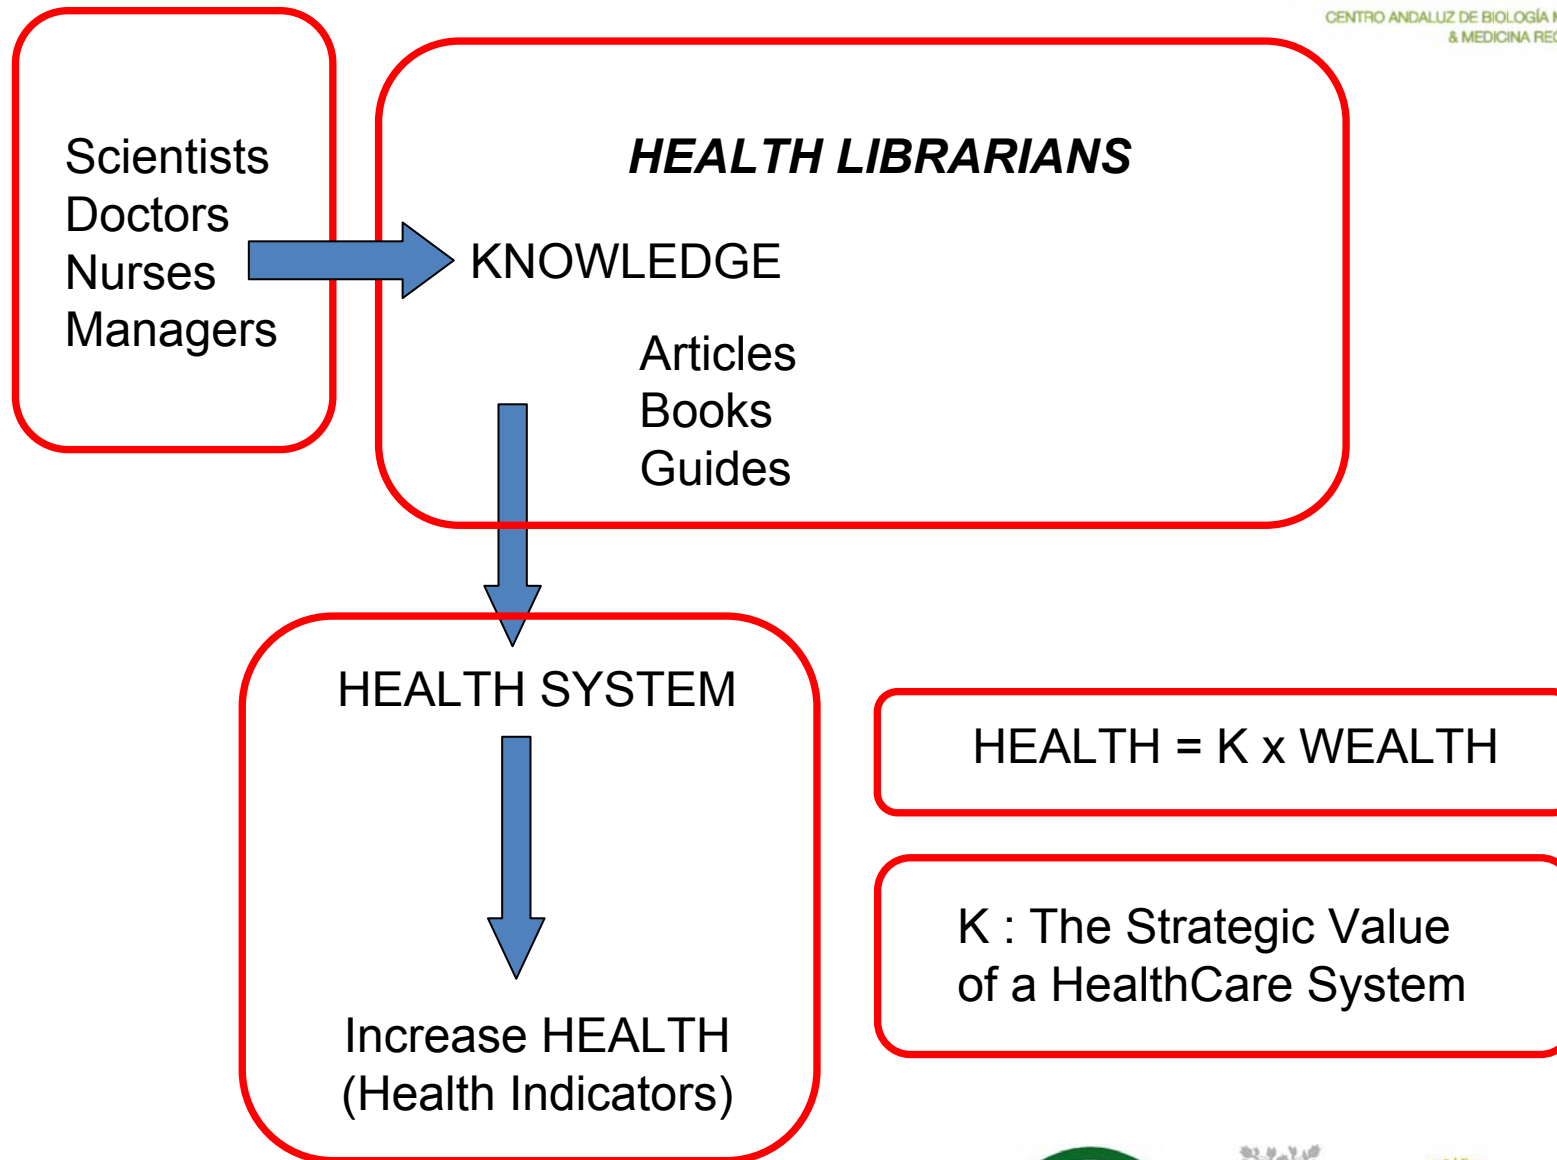 CENTRO ANDALUZ DE BIOLOGÍA
& MEDICINA
Scientists
Doctors
Nurses
Managers
HEALTH LIBRARIANS
KNOWLEDGE
Articles
Books
Guides
HEALTH SYSTEM
Increase HEALTH
(Health Indicators)
HEALTH = K x WEALTH
K : The Strategic Value
of a HealthCare System